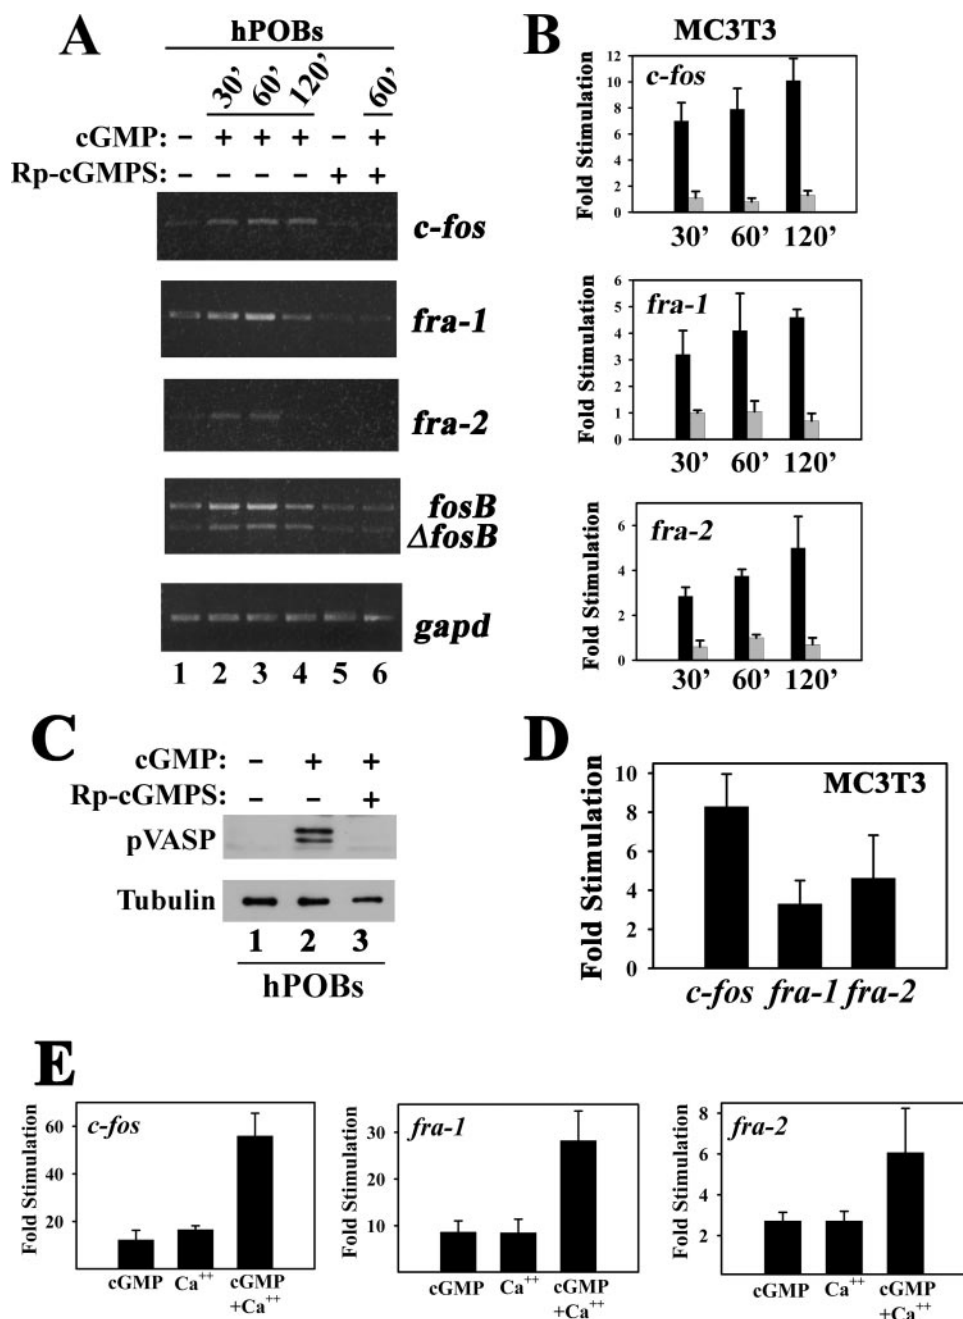 A
hPOBs
30’ 60’ 120’ 60’
cGMP: – + + + – +
Rp-cGMPS: – – – – + +
c-fos
fra-1
fra-2
fosB
ΔfosB
gapd
1 2 3 4 5 6
B
MC3T3
c-fos
Fold Stimulation
12
10
8
6
4
2
0
30’ 60’ 120’
fra-1
Fold Stimulation
6
5
4
3
2
1
0
30’ 60’ 120’
fra-2
Fold Stimulation
6
4
2
0
30’ 60’ 120’
C
cGMP: – + +
Rp-cGMPS: – – +
pVASP
Tubulin
1 2 3
hPOBs
D
MC3T3
Fold Stimulation
10
8
6
4
2
0
c-fos fra-1 fra-2
E
c-fos
Fold Stimulation
60
40
20
cGMP Ca++ cGMP
+Ca++
fra-1
Fold Stimulation
30
20
10
cGMP Ca++ cGMP
+Ca++
fra-2
Fold Stimulation
8
6
4
2
cGMP Ca++ cGMP
+Ca++